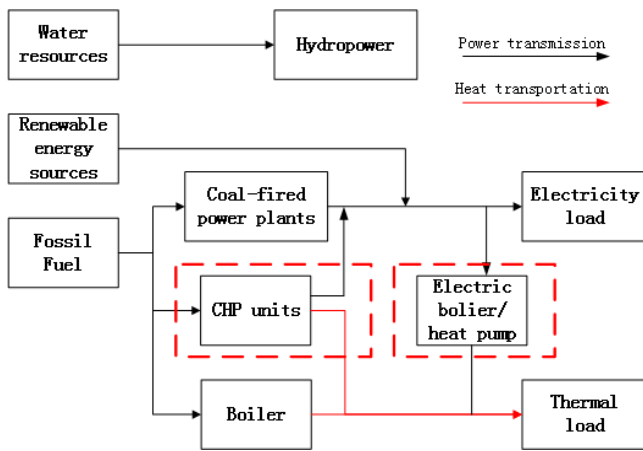 Water
resources
Hydropower
Power transmission
Heat transportation
Renewable
energy
sources
Coal-fired
power plants
Electricity
load
Fossil
Fuel
CHP units
Electric
bolier/
heat pump
Boiler
Thermal
load